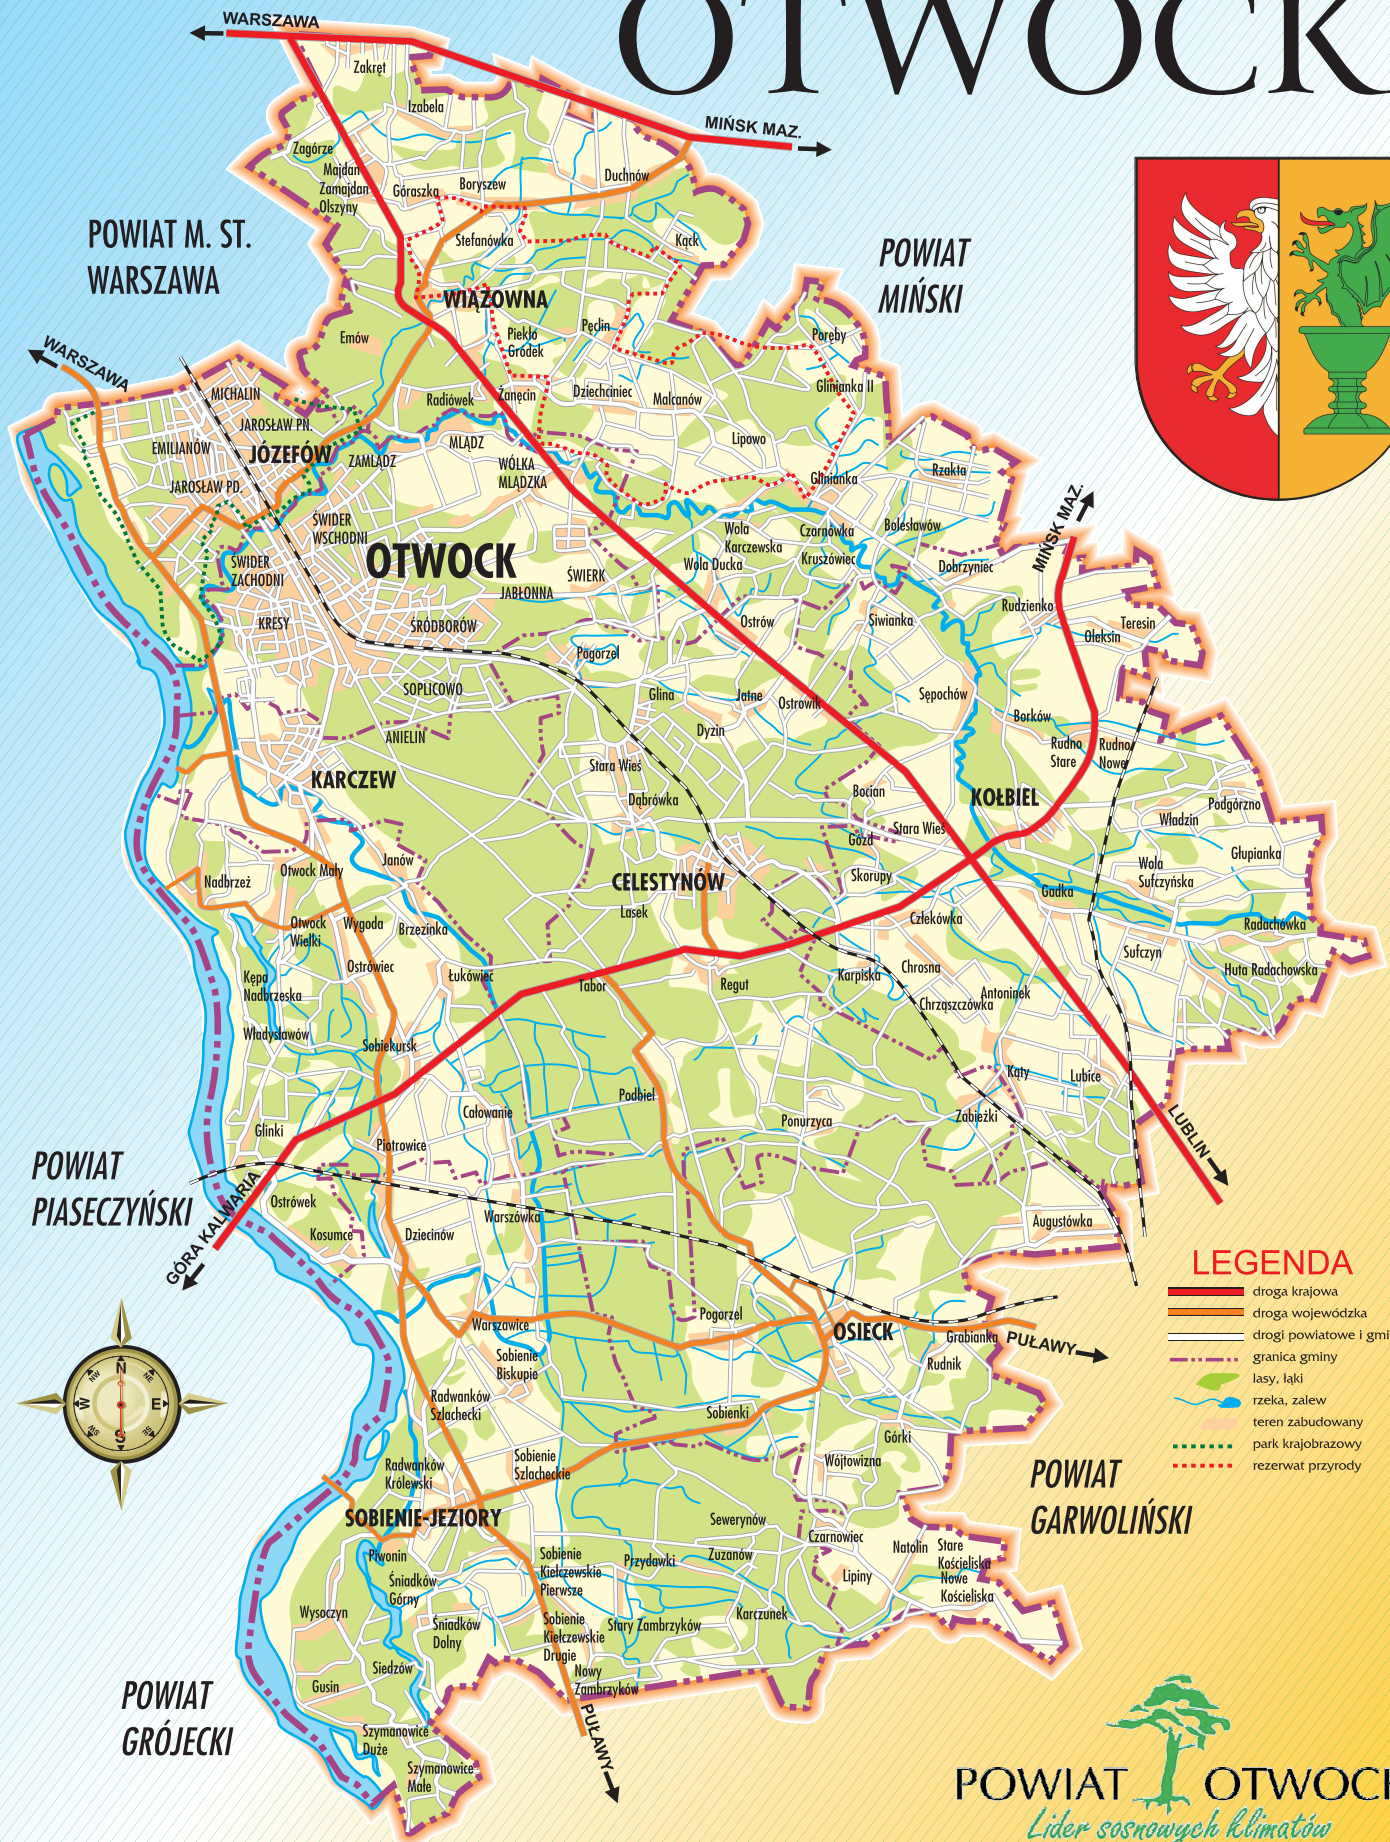 OTWOCK
WARSZAWA
MIŃSK MAZ.
Zakręt
Izabela
Zagórze
Majdan
Zamajdan
Olszyny
Góraszka
Boryszew
Duchnów
Stefanówka
Kąck
WIĄZOWNA
POWIAT M. ST.
WARSZAWA
POWIAT
MIŃSKI
Emów
Piekło
Gródek
Pęclin
Poręby
WARSZAWA
Glinianka II
MICHALIN
Radiówek
Żanęcin
Dziechciniec
Malcanów
JAROSŁAW PN.
EMILIANÓW
JÓZEFÓW
ZAMLĄDZ
MLĄDZ
Lipowo
WÓLKA
MLĄDZKA
Rzakta
JAROSŁAW PD.
Glinianka
MIŃSK MAZ.
ŚWIDER
WSCHODNI
Wola
Karczewska
Czarnówka
Bolesławów
OTWOCK
Wola Ducka
Kruszówiec
Dobrzyniec
ŚWIDER
ZACHODNI
ŚWIERK
JABŁONNA
Rudzienko
KRESY
ŚRÓDBORÓW
Ostrów
Siwianka
Teresin
Oleksin
Pogorzel
SOPLICOWO
Glina
Jatne
Ostrowik
Sępochów
Borków
Dyzin
ANIELIN
Rudno
Stare
Rudno
Nowe
Stara Wieś
KARCZEW
Dąbrówka
Bocian
KOŁBIEL
Podgórzno
Władzin
Stara Wieś
Gózd
Głupianka
Janów
Otwock Mały
Nadbrzeż
CELESTYNÓW
Skorupy
Wola
Sufczyńska
Gadka
Lasek
Otwock
Wielki
Wygoda
Brzezinka
Człekówka
Radachówka
Sufczyn
Ostrówiec
Kępa
Nadbrzeska
Łukówiec
Tabor
Regut
Karpiska
Chrosna
Huta Radachowska
Antoninek
Chrząszczówka
Władysławów
Sobiekursk
Kąty
Lubice
Podbiel
Całowanie
Ponurzyca
Zabieżki
Glinki
Piotrowice
LUBLIN
POWIAT
PIASECZYŃSKI
GÓRA KALWARIA
Ostrówek
Warszówka
Kosumce
Dziecinów
Augustówka
LEGENDA
droga krajowa
droga wojewódzka
drogi powiatowe i gmi
granica gminy
lasy, łąki
rzeka, zalew
teren zabudowany
park krajobrazowy
rezerwat przyrody
Pogorzel
Warszawice
OSIECK
Grabianka
PUŁAWY
Rudnik
N
NE
E
SE
S
SW
W
NW
Sobienie
Biskupie
Radwanków
Szlachecki
Sobienki
Górki
Sobienie
Szlacheckie
Wójtowizna
Radwanków
Królewski
POWIAT
GARWOLIŃSKI
SOBIENIE-JEZIORY
Sewerynów
Czarnowiec
Natolin
Stare
Kościeliska
Nowe
Kościeliska
Piwonin
Sobienie
Kiełczewskie
Pierwsze
Przydawki
Zuzanów
Lipiny
Śniadków
Górny
Wysoczyn
Śniadków
Dolny
Sobienie
Kiełczewskie
Drugie
Stary Zambrzyków
Karczunek
Siedzów
Nowy
Zambrzyków
Gusin
POWIAT
GRÓJECKI
PUŁAWY
Szymanowice
Duże
Szymanowice
Małe
POWIAT OTWOCK
Lider sosnowych klimatów